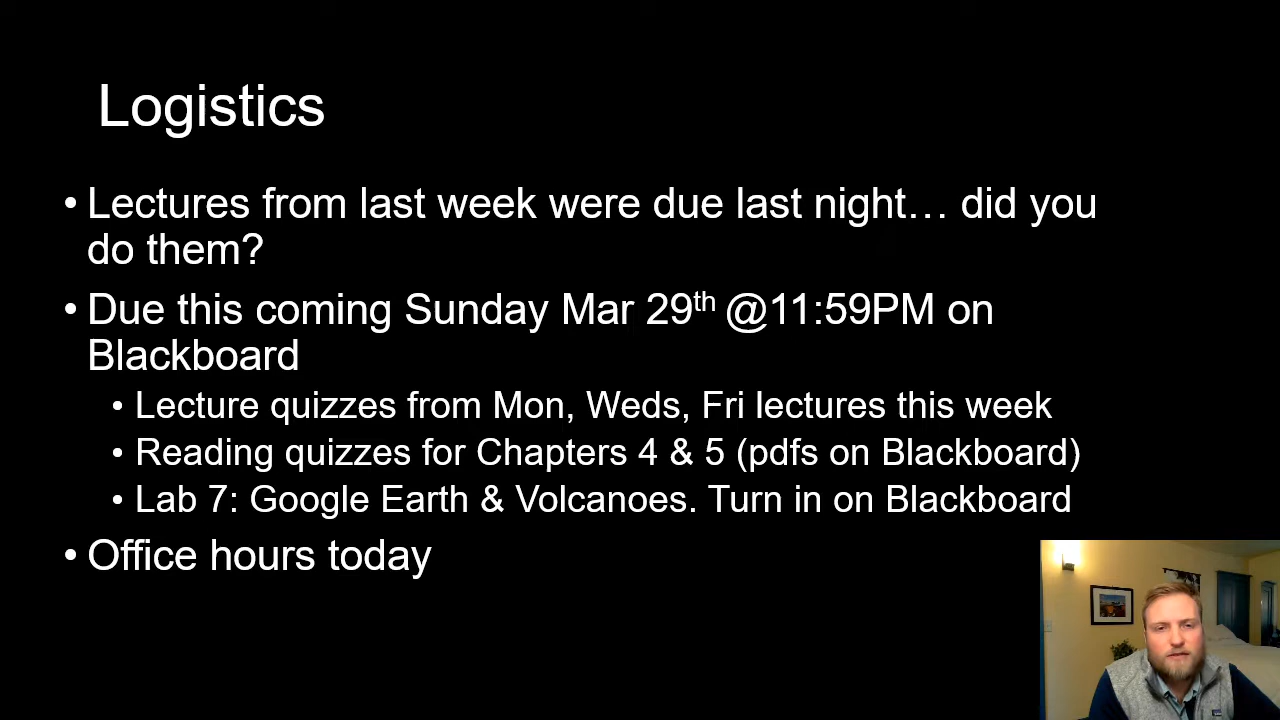 Logistics
• Lectures from last week were due last night… did you
do them?
• Due this coming Sunday Mar 29th @11:59PM on
Blackboard
• Lecture quizzes from Mon, Weds, Fri lectures this week
• Reading quizzes for Chapters 4 & 5 (pdfs on Blackboard)
• Lab 7: Google Earth & Volcanoes. Turn in on Blackboard
• Office hours today